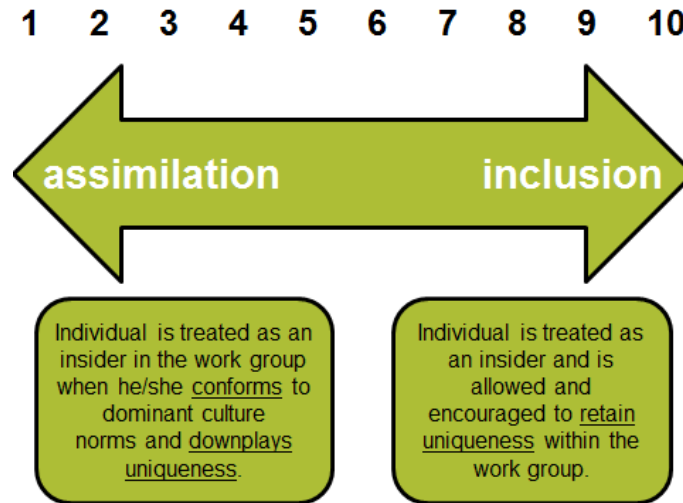 1 2 3 4 5 6 7 8 9 10
assimilation inclusion
Individual is treated as an
insider in the work group
when he/she conforms to
dominant culture
norms and downplays
uniqueness.
Individual is treated as
an insider and is
allowed and
encouraged to retain
uniqueness within the
work group.